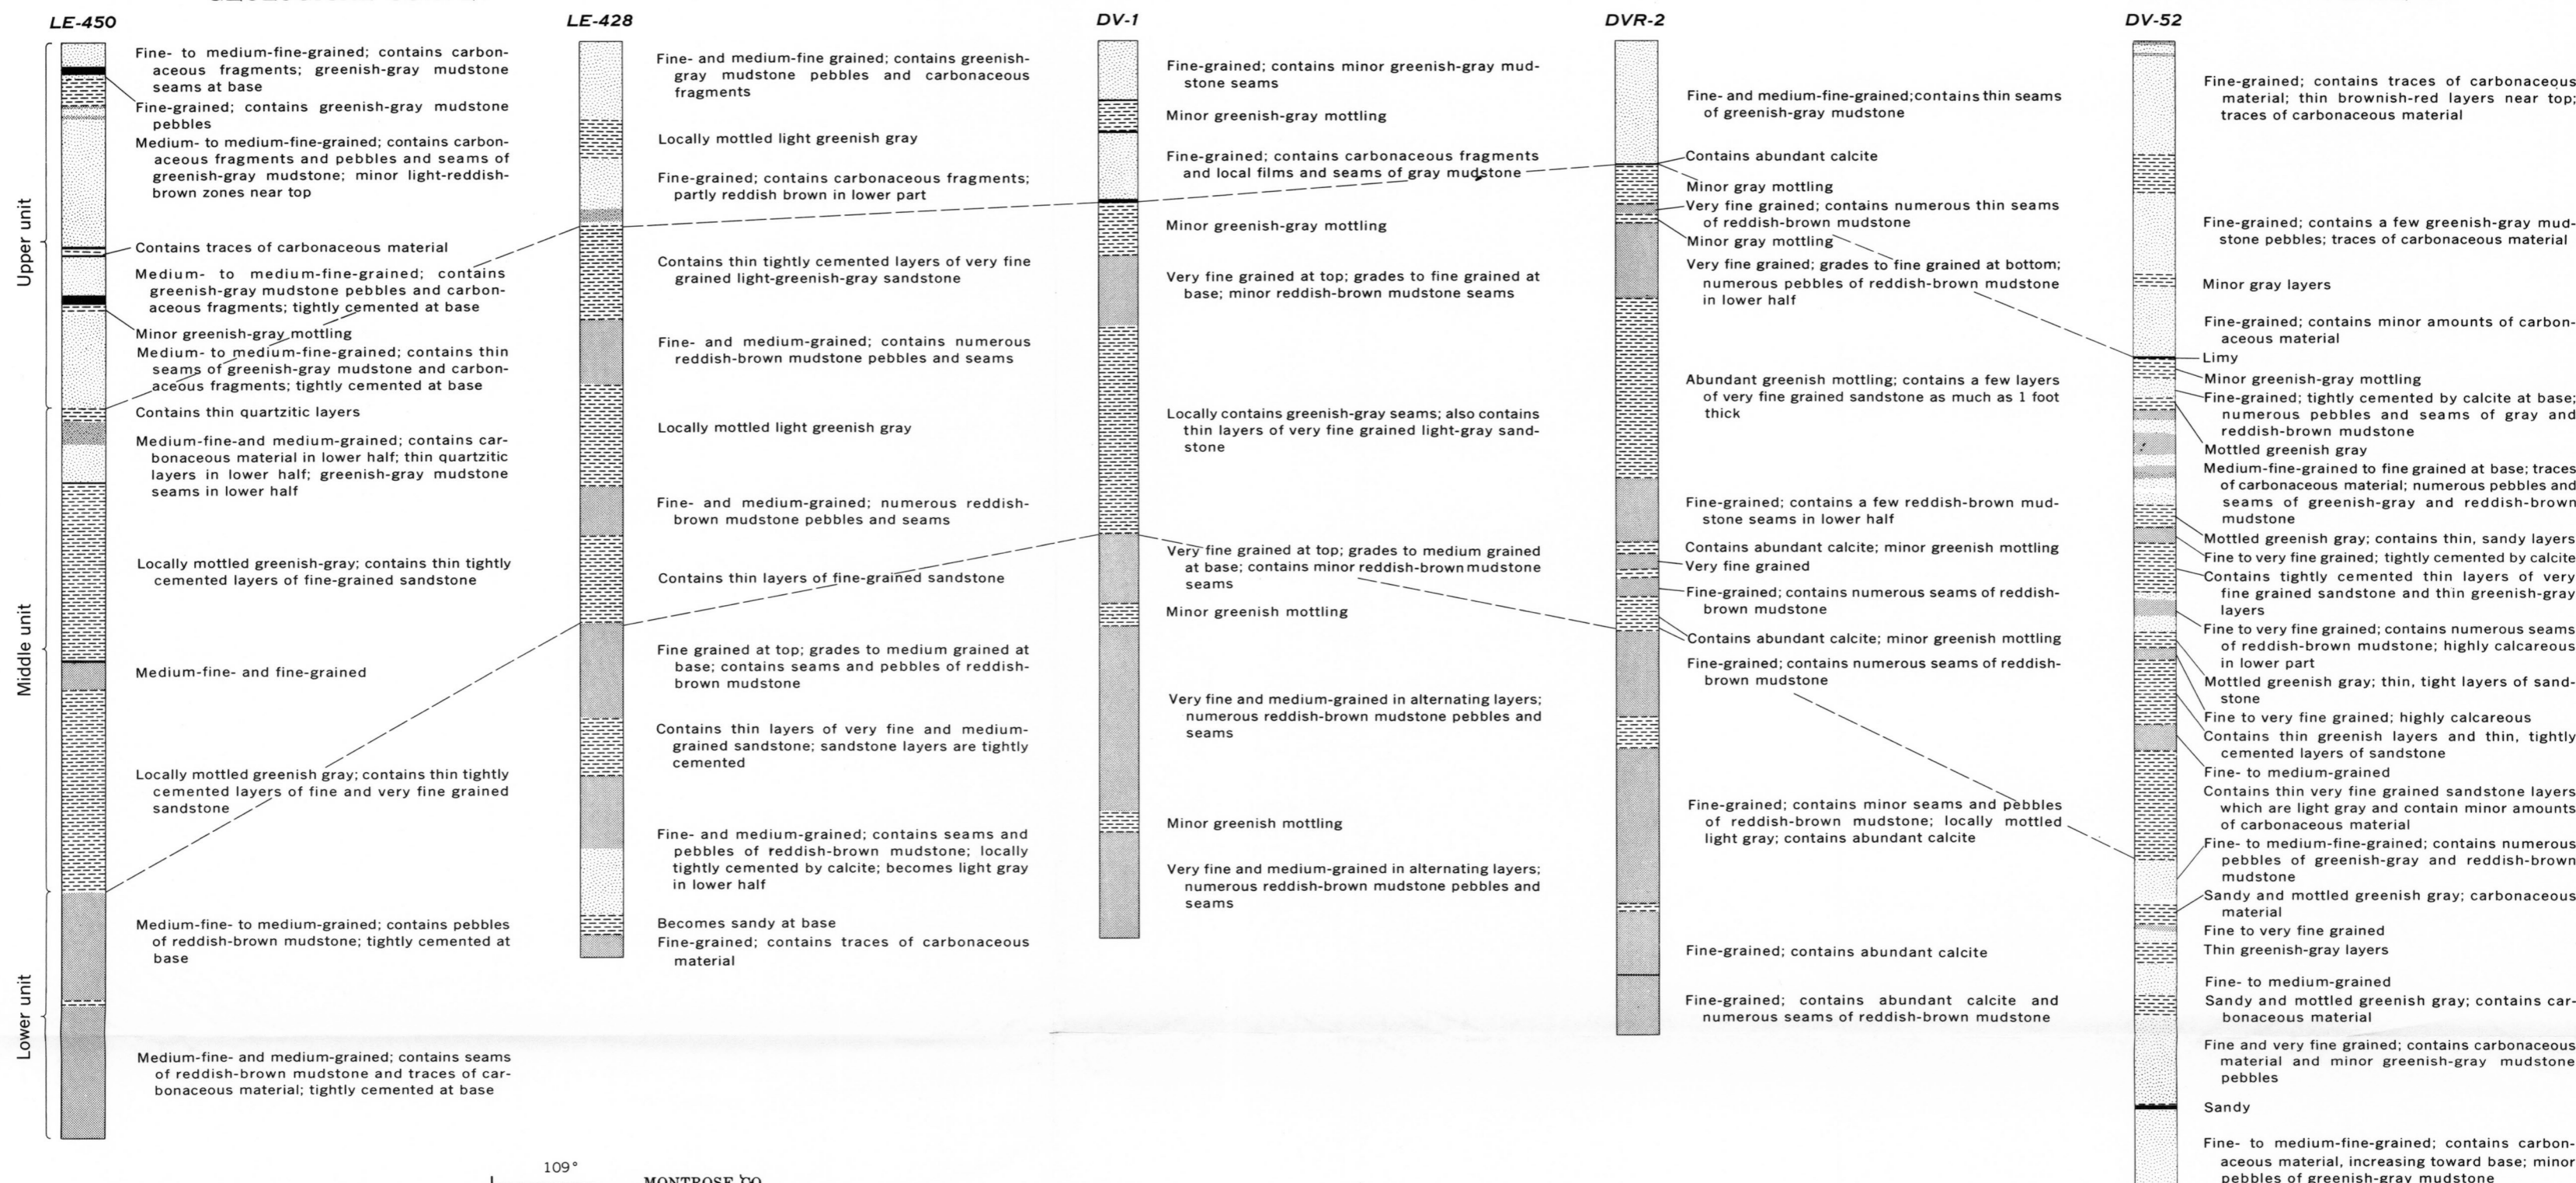 LE-450
LE-428
DV-1
DVR-2
DV-52
Upper unit
Middle unit
Lower unit
Fine- to medium-fine-grained; contains carbon-
aceous fragments; greenish-gray mudstone
seams at base
Fine-grained; contains greenish-gray mudstone
pebbles
Medium- to medium-fine-grained; contains carbon-
aceous fragments and pebbles and seams of
greenish-gray mudstone; minor light-reddish-
brown zones near top
Contains traces of carbonaceous material
Medium- to medium-fine-grained; contains
greenish-gray mudstone pebbles and carbon-
aceous fragments; tightly cemented at base
Minor greenish-gray mottling
Medium- to medium-fine-grained; contains thin
seams of greenish-gray mudstone and carbon-
aceous fragments; tightly cemented at base
Contains thin quartzitic layers
Medium-fine-and medium-grained; contains car-
bonaceous material in lower half; thin quartzitic
layers in lower half; greenish-gray mudstone
seams in lower half
Locally mottled greenish-gray; contains thin tightly
cemented layers of fine-grained sandstone
Medium-fine- and fine-grained
Locally mottled greenish gray; contains thin tightly
cemented layers of fine and very fine grained
sandstone
Medium-fine- to medium-grained; contains pebbles
of reddish-brown mudstone; tightly cemented at
base
Medium-fine- and medium-grained; contains seams
of reddish-brown mudstone and traces of car-
bonaceous material; tightly cemented at base
Fine- and medium-fine grained; contains greenish-
gray mudstone pebbles and carbonaceous
fragments
Locally mottled light greenish gray
Fine-grained; contains carbonaceous fragments;
partly reddish brown in lower part
Contains thin tightly cemented layers of very fine
grained light-greenish-gray sandstone
Fine- and medium-grained; contains numerous
reddish-brown mudstone pebbles and seams
Locally mottled light greenish gray
Fine- and medium-grained; numerous reddish-
brown mudstone pebbles and seams
Contains thin layers of fine-grained sandstone
Fine grained at top; grades to medium grained at
base; contains seams and pebbles of reddish-
brown mudstone
Contains thin layers of very fine and medium-
grained sandstone; sandstone layers are tightly
cemented
Fine- and medium-grained; contains seams and
pebbles of reddish-brown mudstone; locally
tightly cemented by calcite; becomes light gray
in lower half
Becomes sandy at base
Fine-grained; contains traces of carbonaceous
material
Fine-grained; contains minor greenish-gray mud-
stone seams
Minor greenish-gray mottling
Fine-grained; contains carbonaceous fragments
and local films and seams of gray mudstone
Minor greenish-gray mottling
Very fine grained at top; grades to fine grained at
base; minor reddish-brown mudstone seams
Locally contains greenish-gray seams; also contains
thin layers of very fine grained light-gray sand-
stone
Very fine grained at top; grades to medium grained
at base; contains minor reddish-brown mudstone
seams
Minor greenish mottling
Very fine and medium-grained in alternating layers;
numerous reddish-brown mudstone pebbles and
seams
Minor greenish mottling
Very fine and medium-grained in alternating layers;
numerous reddish-brown mudstone pebbles and
seams
Fine- and medium-fine-grained;contains thin seams
of greenish-gray mudstone
Contains abundant calcite
Minor gray mottling
Very fine grained; contains numerous thin seams
of reddish-brown mudstone
Minor gray mottling
Very fine grained; grades to fine grained at bottom;
numerous pebbles of reddish-brown mudstone
in lower half
Abundant greenish mottling; contains a few layers
of very fine grained sandstone as much as 1 foot
thick
Fine-grained; contains a few reddish-brown mud-
stone seams in lower half
Contains abundant calcite; minor greenish mottling
Very fine grained
Fine-grained; contains numerous seams of reddish-
brown mudstone
Contains abundant calcite; minor greenish mottling
Fine-grained; contains numerous seams of reddish-
brown mudstone
Fine-grained; contains minor seams and pebbles
of reddish-brown mudstone; locally mottled
light gray; contains abundant calcite
Fine-grained; contains abundant calcite
Fine-grained; contains abundant calcite and
numerous seams of reddish-brown mudstone
Fine-grained; contains traces of carbonaceous
material; thin brownish-red layers near top;
traces of carbonaceous material
Fine-grained; contains a few greenish-gray mud-
stone pebbles; traces of carbonaceous material
Minor gray layers
Fine-grained; contains minor amounts of carbon-
aceous material
Limy
Minor greenish-gray mottling
Fine-grained; tightly cemented by calcite at base;
numerous pebbles and seams of gray and
reddish-brown mudstone
Mottled greenish gray
Medium-fine-grained to fine grained at base; traces
of carbonaceous material; numerous pebbles and
seams of greenish-gray and reddish-brown
mudstone
Mottled greenish gray; contains thin, sandy layers
Fine to very fine grained; tightly cemented by calcite
Contains tightly cemented thin layers of very
fine grained sandstone and thin greenish-gray
layers
Fine to very fine grained; contains numerous seams
of reddish-brown mudstone; highly calcareous
in lower part
Mottled greenish gray; thin, tight layers of sand-
stone
Fine to very fine grained; highly calcareous
Contains thin greenish layers and thin, tightly
cemented layers of sandstone
Fine- to medium-grained
Contains thin very fine grained sandstone layers
which are light gray and contain minor amounts
of carbonaceous material
Fine- to medium-fine-grained; contains numerous
pebbles of greenish-gray and reddish-brown
mudstone
Sandy and mottled greenish gray; carbonaceous
material
Fine to very fine grained
Thin greenish-gray layers
Fine- to medium-grained
Sandy and mottled greenish gray; contains car-
bonaceous material
Fine and very fine grained; contains carbonaceous
material and minor greenish-gray mudstone
pebbles
Sandy
Fine- to medium-fine-grained; contains carbon-
aceous material, increasing toward base; minor
pebbles of greenish-gray mudstone
109°
MONTROSE CO